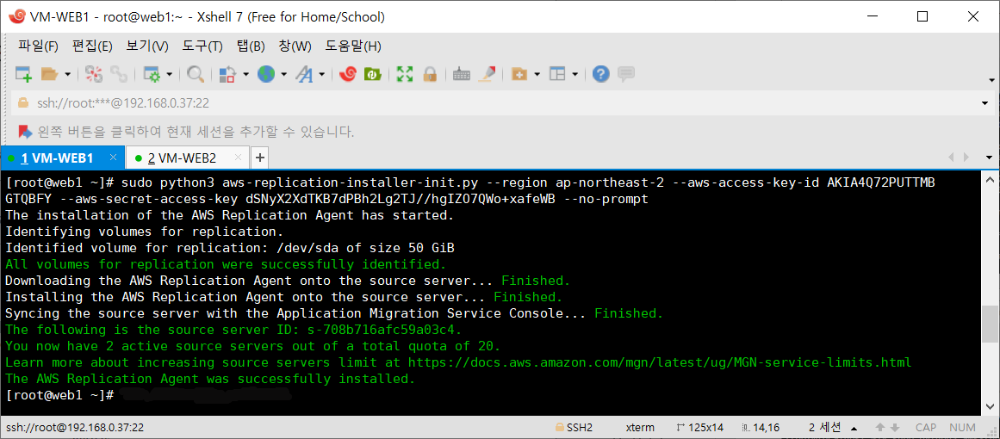 VM-WEB1 - root@web1:~ - Xshell 7 (Free for Home/School)
파일(F) 편집(E) 보기(V) 도구(T) 탭(B) 창(W) 도움말(H)
ssh://root:***@192.168.0.37:22
왼쪽 버튼을 클릭하여 현재 세션을 추가할 수 있습니다.
1 VM-WEB1 × 2 VM-WEB2 × +
[root@web1 ~]# sudo python3 aws-replication-installer-init.py --region ap-northeast-2 --aws-access-key-id AKIA4Q72PUTTMB
GTQBFY --aws-secret-access-key dSNyX2XdTKB7dPBh2Lg2TJ//hgIZO7QWo+xafeWB --no-prompt
The installation of the AWS Replication Agent has started.
Identifying volumes for replication.
Identified volume for replication: /dev/sda of size 50 GiB
All volumes for replication were successfully identified.
Downloading the AWS Replication Agent onto the source server... Finished.
Installing the AWS Replication Agent onto the source server... Finished.
Syncing the source server with the Application Migration Service Console... Finished.
The following is the source server ID: s-708b716afc59a03c4.
You now have 2 active source servers out of a total quota of 20.
Learn more about increasing source servers limit at https://docs.aws.amazon.com/mgn/latest/ug/MGN-service-limits.html
The AWS Replication Agent was successfully installed.
[root@web1 ~]#
ssh://root@192.168.0.37:22 SSH2 xterm 125x14 14,16 2 세션 CAP NUM